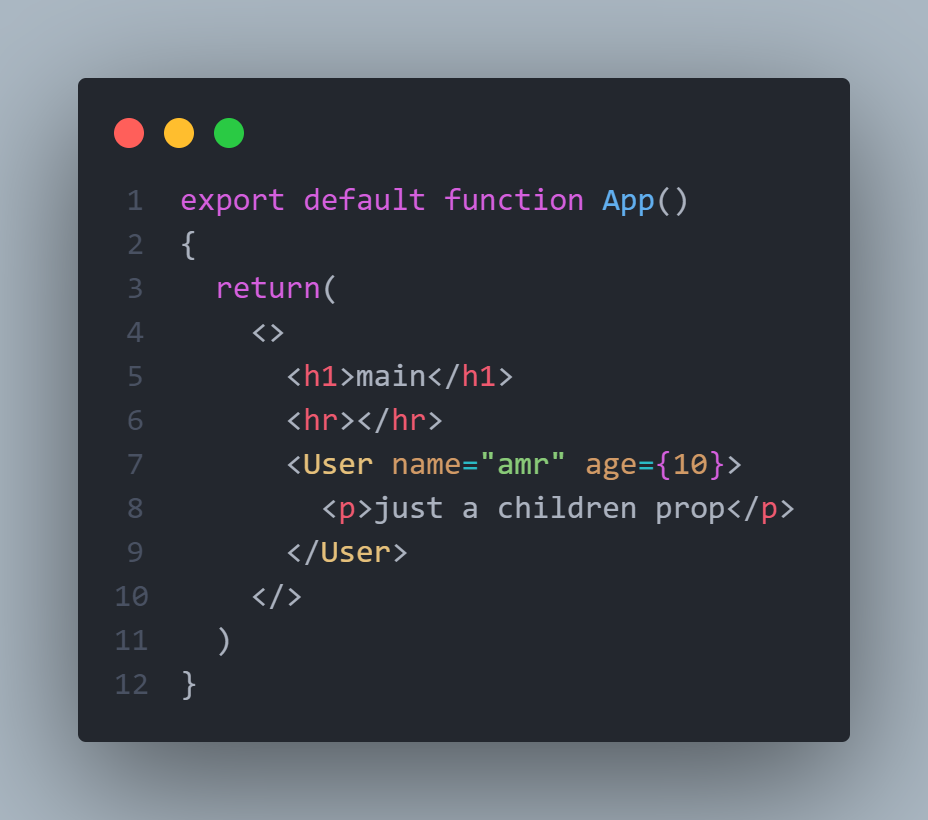 1 export default function App()
2 {
3   return(
4     <>
5       <h1>main</h1>
6       <hr></hr>
7       <User name="amr" age={10}>
8         <p>just a children prop</p>
9       </User>
10     </>
11   )
12 }